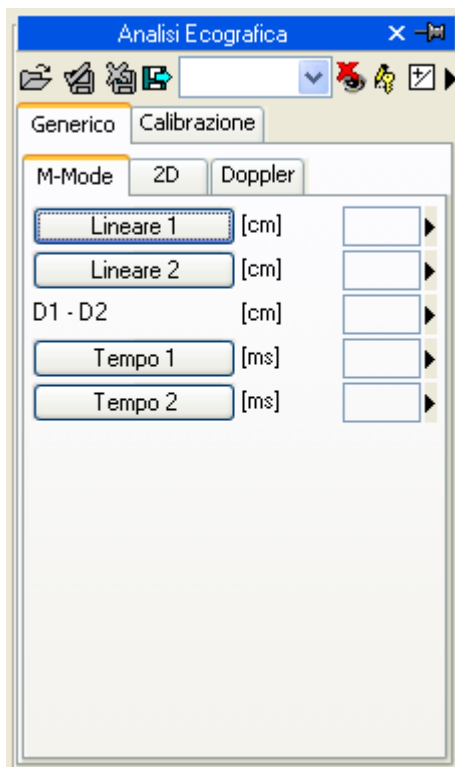 Analisi Ecografica
Generico Calibrazione
M-Mode 2D Doppler
Lineare 1 [cm]
Lineare 2 [cm]
D1 - D2 [cm]
Tempo 1 [ms]
Tempo 2 [ms]